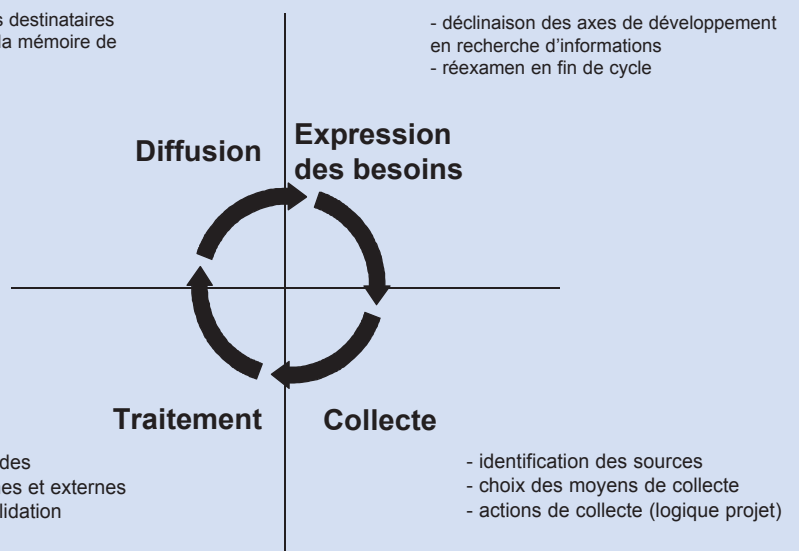 s destinataires
la mémoire de
- déclinaison des axes de développement
en recherche d'informations
- réexamen en fin de cycle
Diffusion
Expression
des besoins
Traitement
Collecte
des
nes et externes
lidation
- identification des sources
- choix des moyens de collecte
- actions de collecte (logique projet)